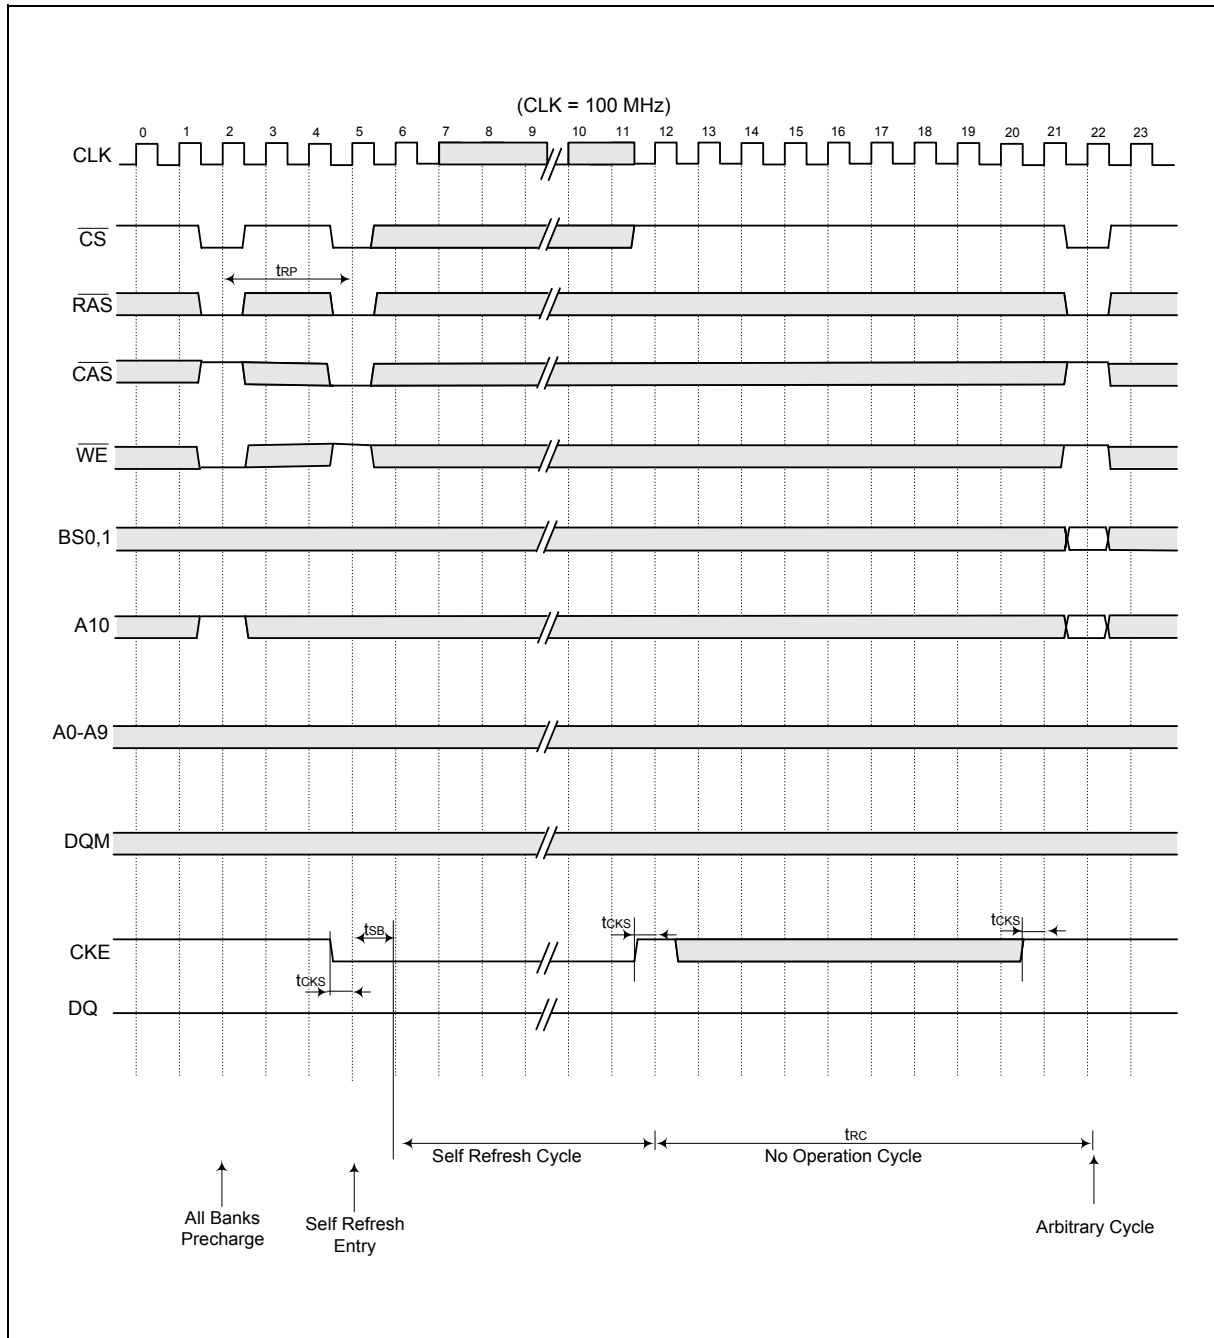 (CLK = 100 MHz)
0 1 2 3 4 5 6 7 8 9 10 11 12 13 14 15 16 17 18 19 20 21 22 23
CLK
CS
tRP
RAS
CAS
WE
BS0,1
A10
A0-A9
DQM
tSB
tCKS
tCKS
CKE
tCKS
DQ
tRC
Self Refresh Cycle
No Operation Cycle
All Banks
Precharge
Self Refresh
Entry
Arbitrary Cycle